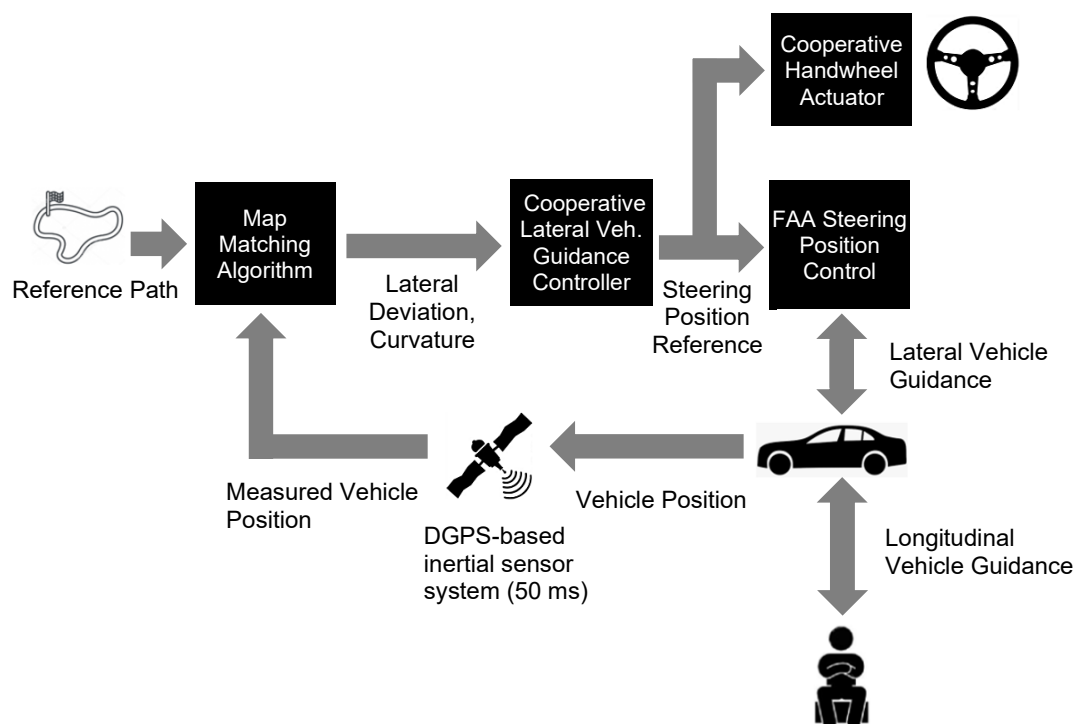 Cooperative
Handwheel
Actuator
Map
Matching
Algorithm
Cooperative
Lateral Veh.
Guidance
Controller
FAA Steering
Position
Control
Reference Path
Lateral
Deviation,
Curvature
Steering
Position
Reference
Lateral Vehicle
Guidance
Measured Vehicle
Position
DGPS-based
inertial sensor
system (50 ms)
Vehicle Position
Longitudinal
Vehicle Guidance